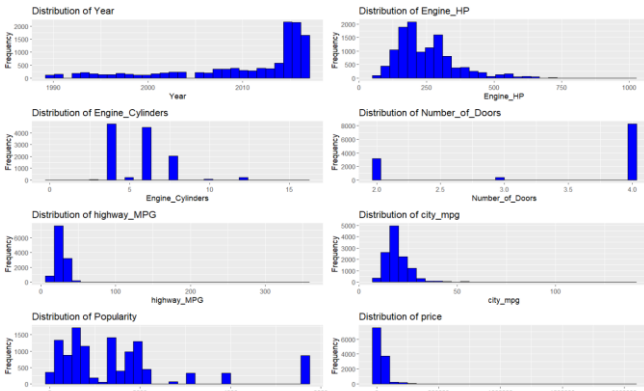 Distribution of Year
Frequency
2000
1500
1000
500
0
1990
2000
2010
Year
Distribution of Engine_HP
Frequency
2000
1500
1000
500
0
0
250
500
750
1000
Engine_HP
Distribution of Engine_Cylinders
Frequency
4000
3000
2000
1000
0
0
5
10
15
Engine_Cylinders
Distribution of Number_of_Doors
Frequency
8000
6000
4000
2000
0
2.0
2.5
3.0
3.5
4.0
Number_of_Doors
Distribution of highway_MPG
Frequency
6000
4000
2000
0
0
100
200
300
highway_MPG
Distribution of city_mpg
Frequency
5000
4000
3000
2000
1000
0
50
100
city_mpg
Distribution of Popularity
Frequency
1500
1000
500
0
Distribution of price
Frequency
6000
4000
2000
0